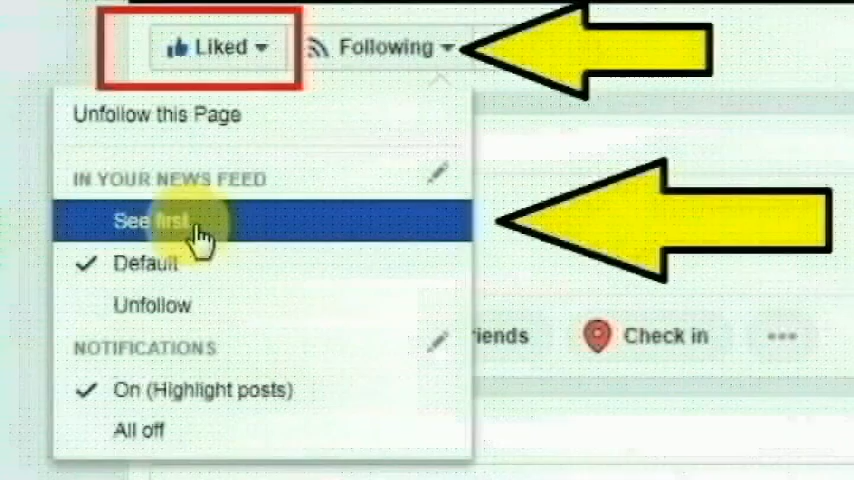 Liked Following
Unfollow this Page
IN YOUR NEWS FEED
See first
Default
Unfollow
riends Check in
NOTIFICATIONS
On (Highlight posts)
All off